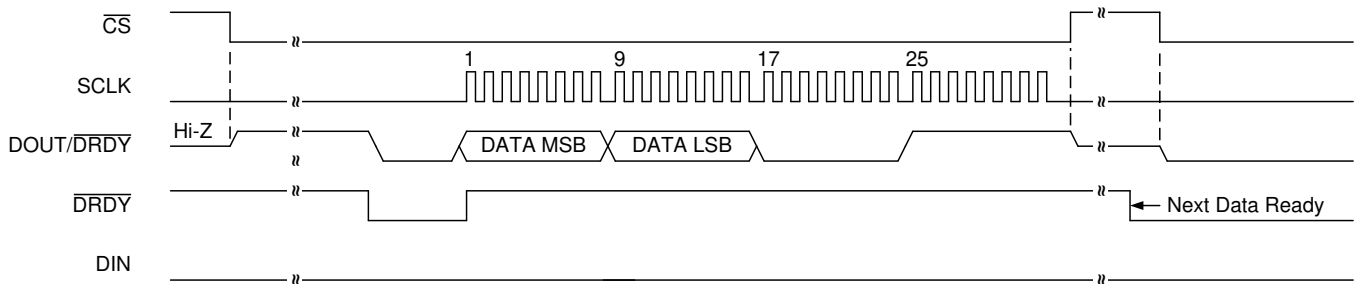 CS
SCLK
1 9 17 25
DOUT/DRDY
Hi-Z
DATA MSB
DATA LSB
DRDY
Next Data Ready
DIN